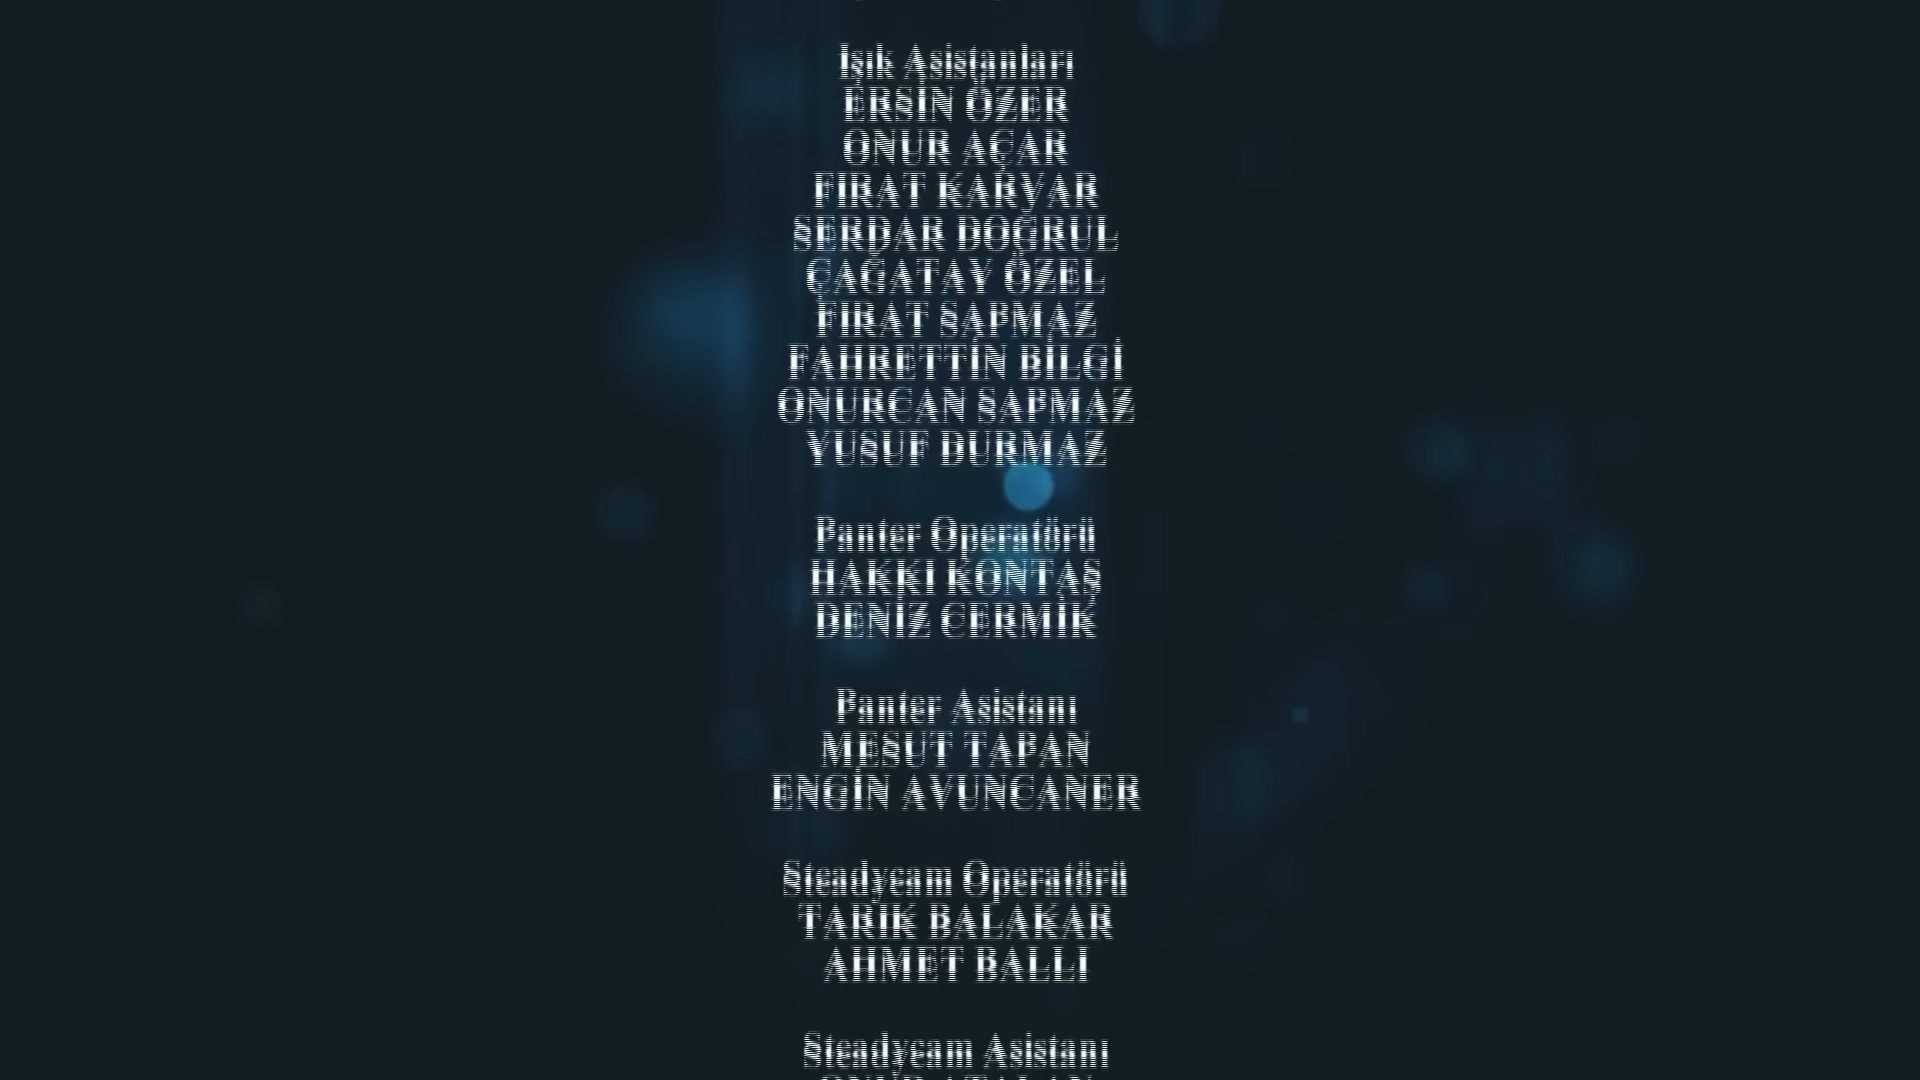 Işık Asistanları
ERSİN ÖZER
ONUR AÇAR
FIRAT KARYAR
SERDAR DOĞRUL
ÇAĞATAY ÖZEL
FIRAT SAPMAZ
FAHRETTİN BİLGİ
ONURCAN SAPMAZ
YUSUF DURMAZ
Panter Operatörü
HAKKI KONTAŞ
DENİZ CERMİK
Panter Asistanı
MESUT TAPAN
ENGİN AVUNCANER
Steadycam Operatörü
TARIK BALAKAR
AHMET BALLI
Steadycam Asistanı